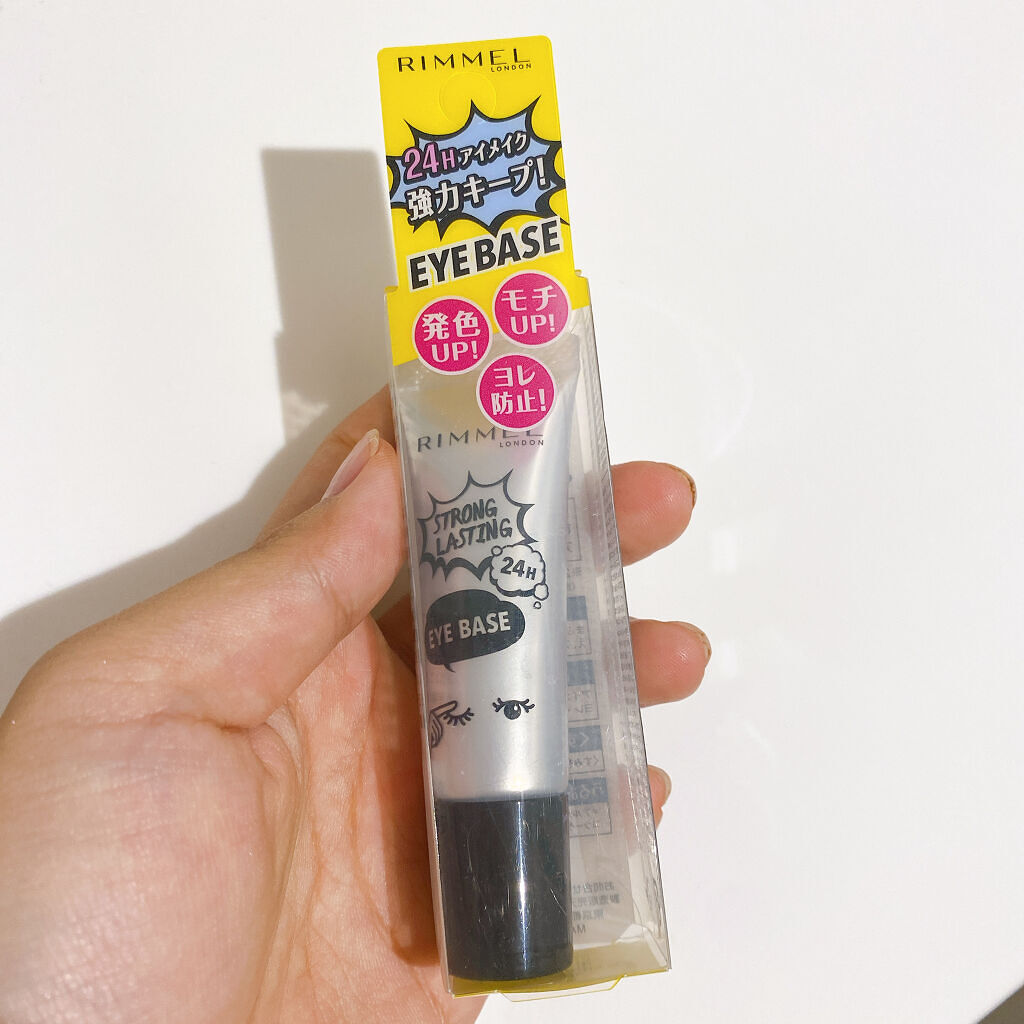 RIMMEL
LONDON
24Hアイメイク
強力キープ!
EYE BASE
発色
UP!
モチ
UP!
ヨレ
防止!
RIMMEL
LONDON
STRONG
LASTING
24H
EYE BASE